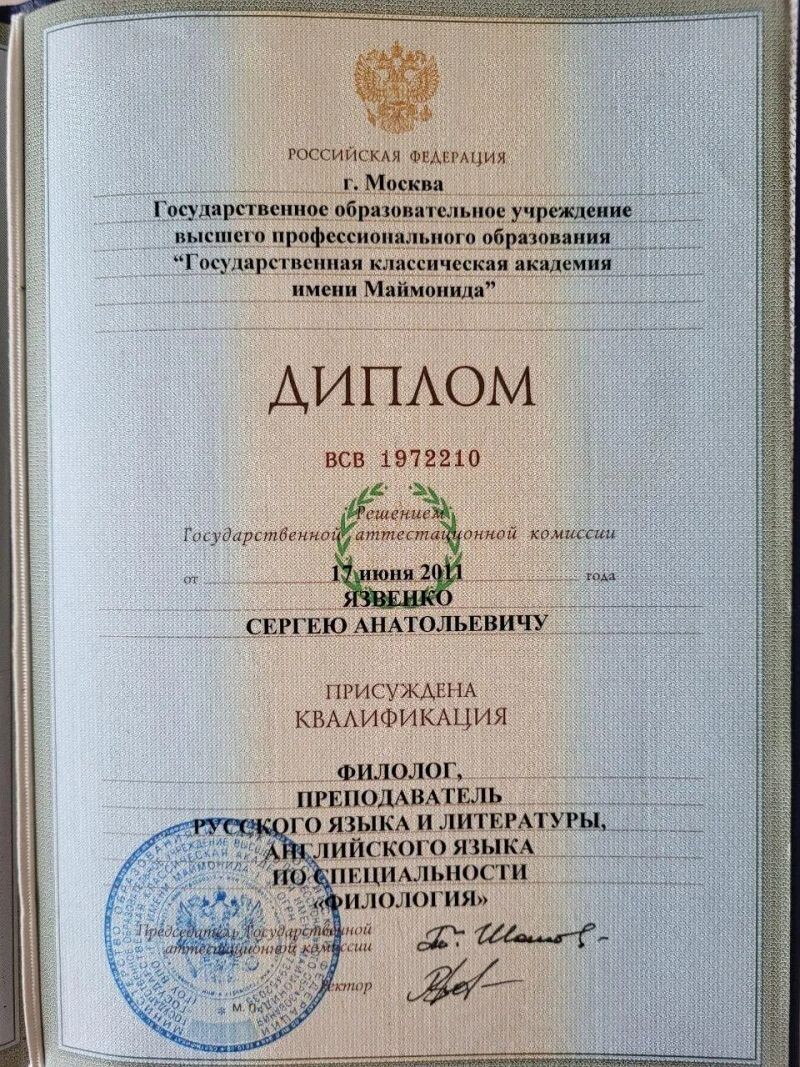 РОССИЙСКАЯ ФЕДЕРАЦИЯ
г. Москва
Государственное образовательное учреждение
высшего профессионального образования
“Государственная классическая академия
имени Маймонида”
ДИПЛОМ
ВСВ 1972210
Решением
Государственной аттестационной комиссии
от 17 июня 2011 года
ЯЗВЕНКО
СЕРГЕЮ АНАТОЛЬЕВИЧУ
ПРИСУЖДЕНА
КВАЛИФИКАЦИЯ
ФИЛОЛОГ,
ПРЕПОДАВАТЕЛЬ
РУССКОГО ЯЗЫКА И ЛИТЕРАТУРЫ,
АНГЛИЙСКОГО ЯЗЫКА
ПО СПЕЦИАЛЬНОСТИ
«ФИЛОЛОГИЯ»
Председатель Государственной
аттестационной комиссии
Ректор
М. П.